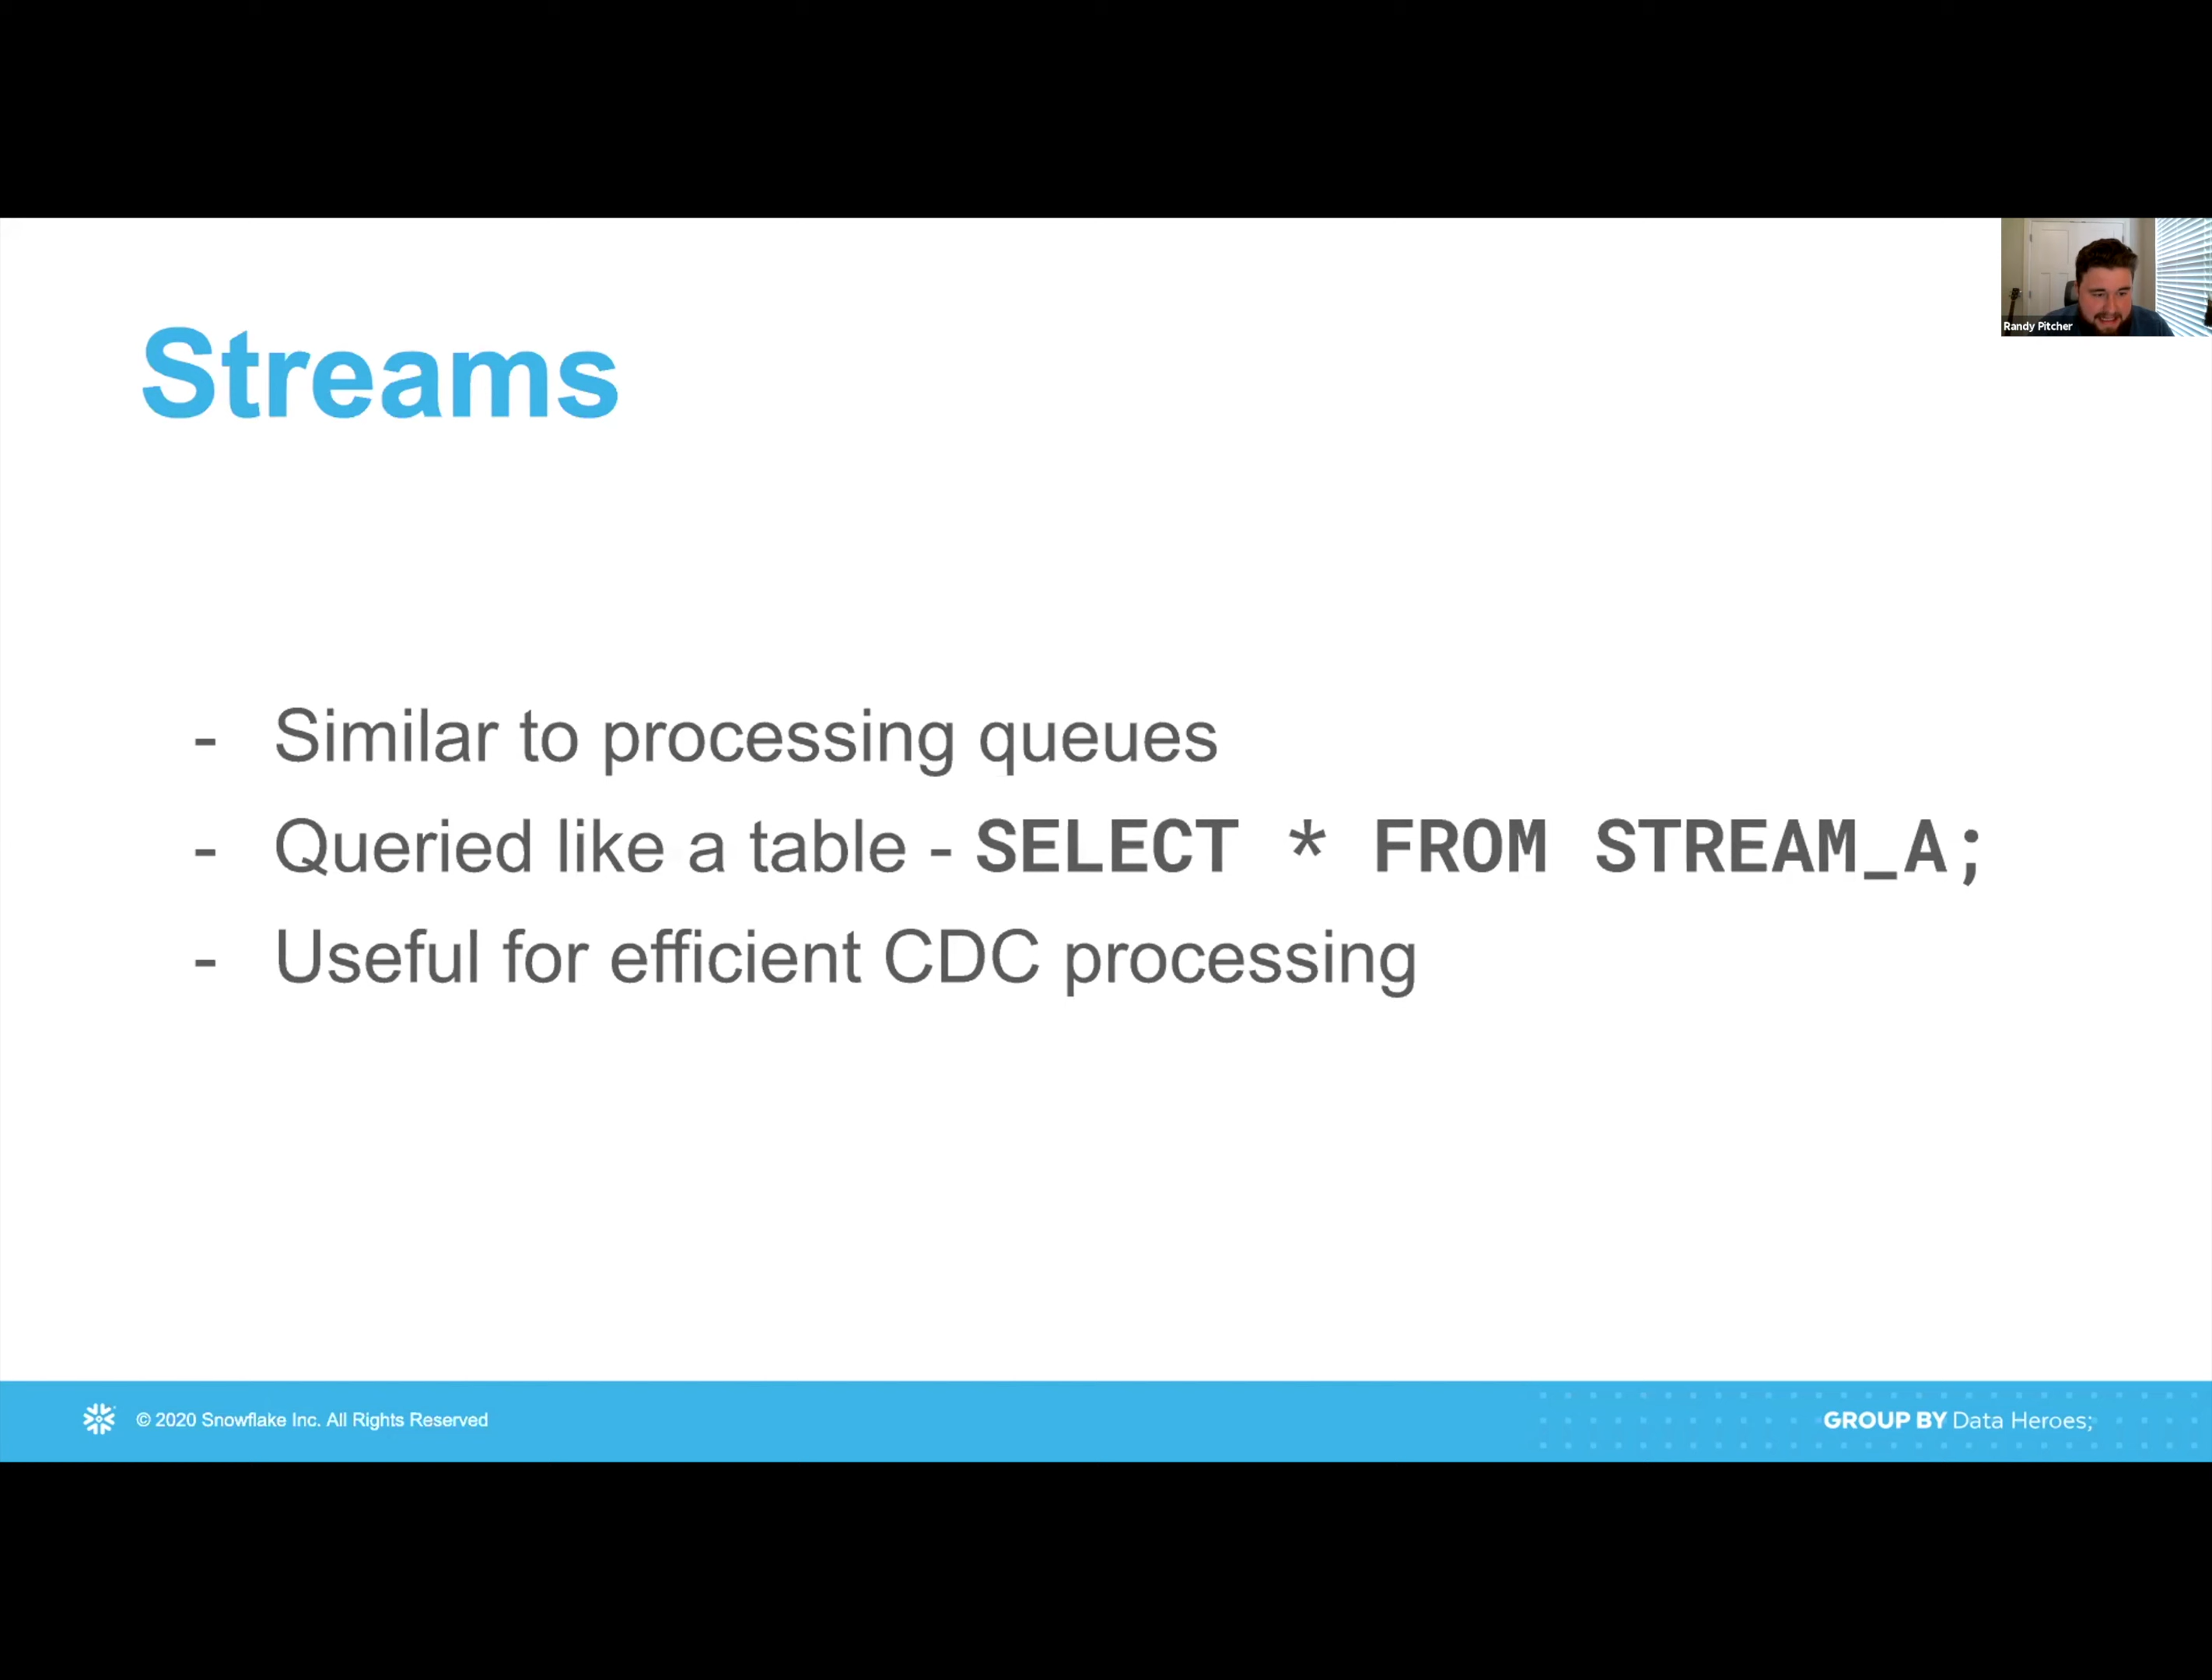 Randy Pitcher
Streams
- Similar to processing queues
- Queried like a table - SELECT * FROM STREAM_A;
- Useful for efficient CDC processing
© 2020 Snowflake Inc. All Rights Reserved
GROUP BY Data Heroes;